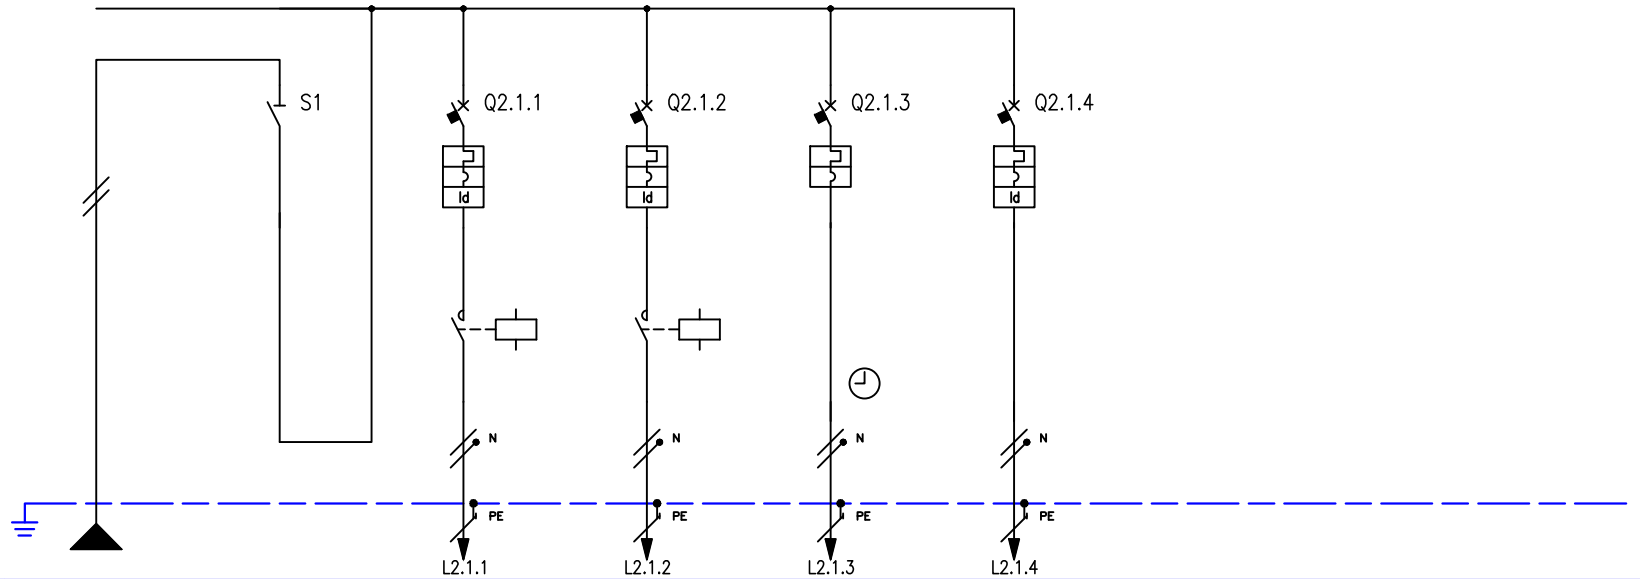 S1
Q2.1.1
Q2.1.2
Q2.1.3
Q2.1.4
Id
Id
Id
N
N
N
N
PE
PE
PE
PE
L2.1.1
L2.1.2
L2.1.3
L2.1.4